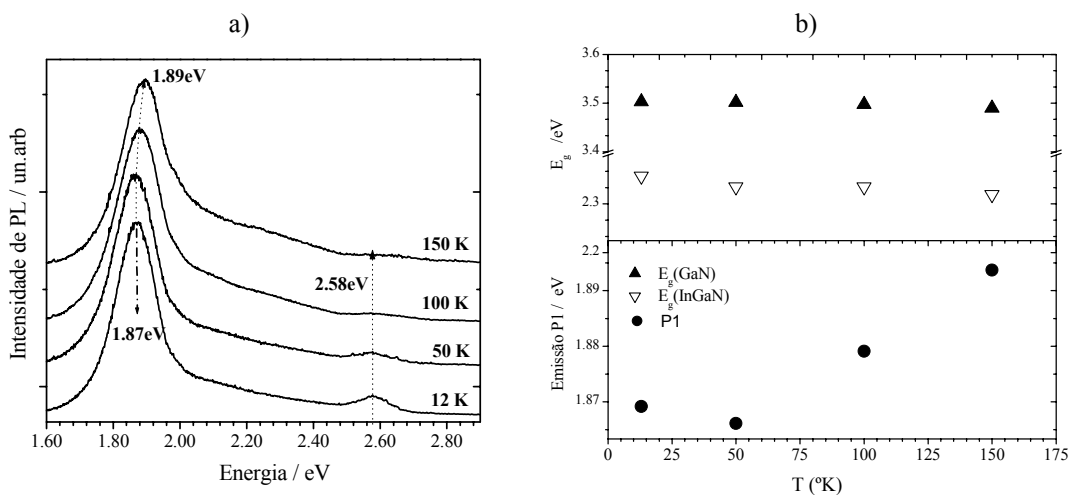 a)
1.89eV
150 K
2.58eV
100 K
1.87eV
50 K
12 K
Intensidade de PL / un.arb
1.60 1.80 2.00 2.20 2.40 2.60 2.80
Energia / eV
b)
3.6
3.5
3.4
2.3
2.2
E_g /eV
E_g(GaN)
E_g(InGaN)
P1
1.89
1.88
1.87
Emissão P1 / eV
0 25 50 75 100 125 150 175
T (ºK)